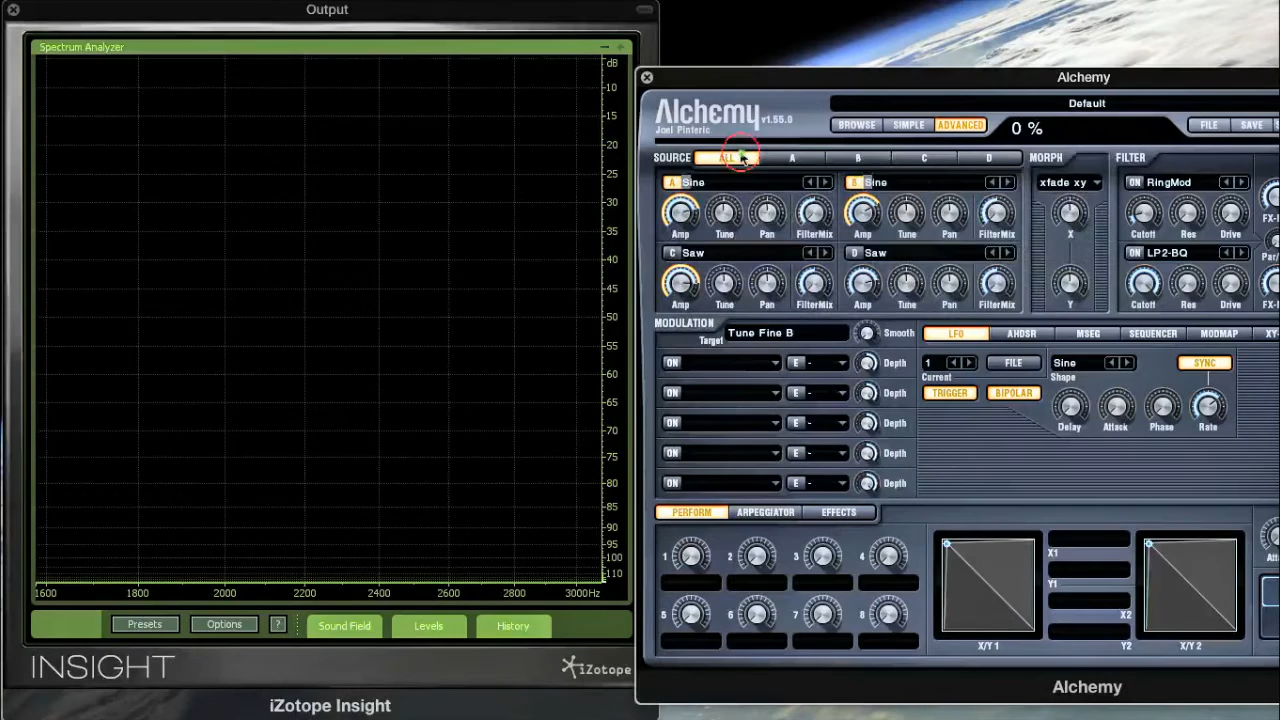 Output
Spectrum Analyzer
dB
10
15
20
25
30
35
40
45
50
55
60
65
70
75
80
85
90
95
100
110
1600 1800 2000 2200 2400 2600 2800 3000Hz
Presets Options ? Sound Field Levels History
INSIGHT iZotope
iZotope Insight
Alchemy
Alchemy v1.55.0
Joel Pinteric
Default
BROWSE SIMPLE ADVANCED 0 % FILE SAVE
SOURCE ALL A B C D MORPH FILTER
A Sine B Sine xfade xy ON RingMod
Amp Tune Pan FilterMix Amp Tune Pan FilterMix X Cutoff Res Drive
C Saw D Saw ON LP2-BQ
Amp Tune Pan FilterMix Amp Tune Pan FilterMix Y Cutoff Res Drive
MODULATION
Target Tune Fine B Smooth LFO AHDSR MSEG SEQUENCER MODMAP
ON E - Depth 1 FILE Sine SYNC
Current Shape
ON E - Depth TRIGGER BIPOLAR
ON E - Depth Delay Attack Phase Rate
ON E - Depth
ON E - Depth
PERFORM ARPEGGIATOR EFFECTS
1 2 3 4 X1
Y1
5 6 7 8 X2
X/Y 1 Y2 X/Y 2
Alchemy